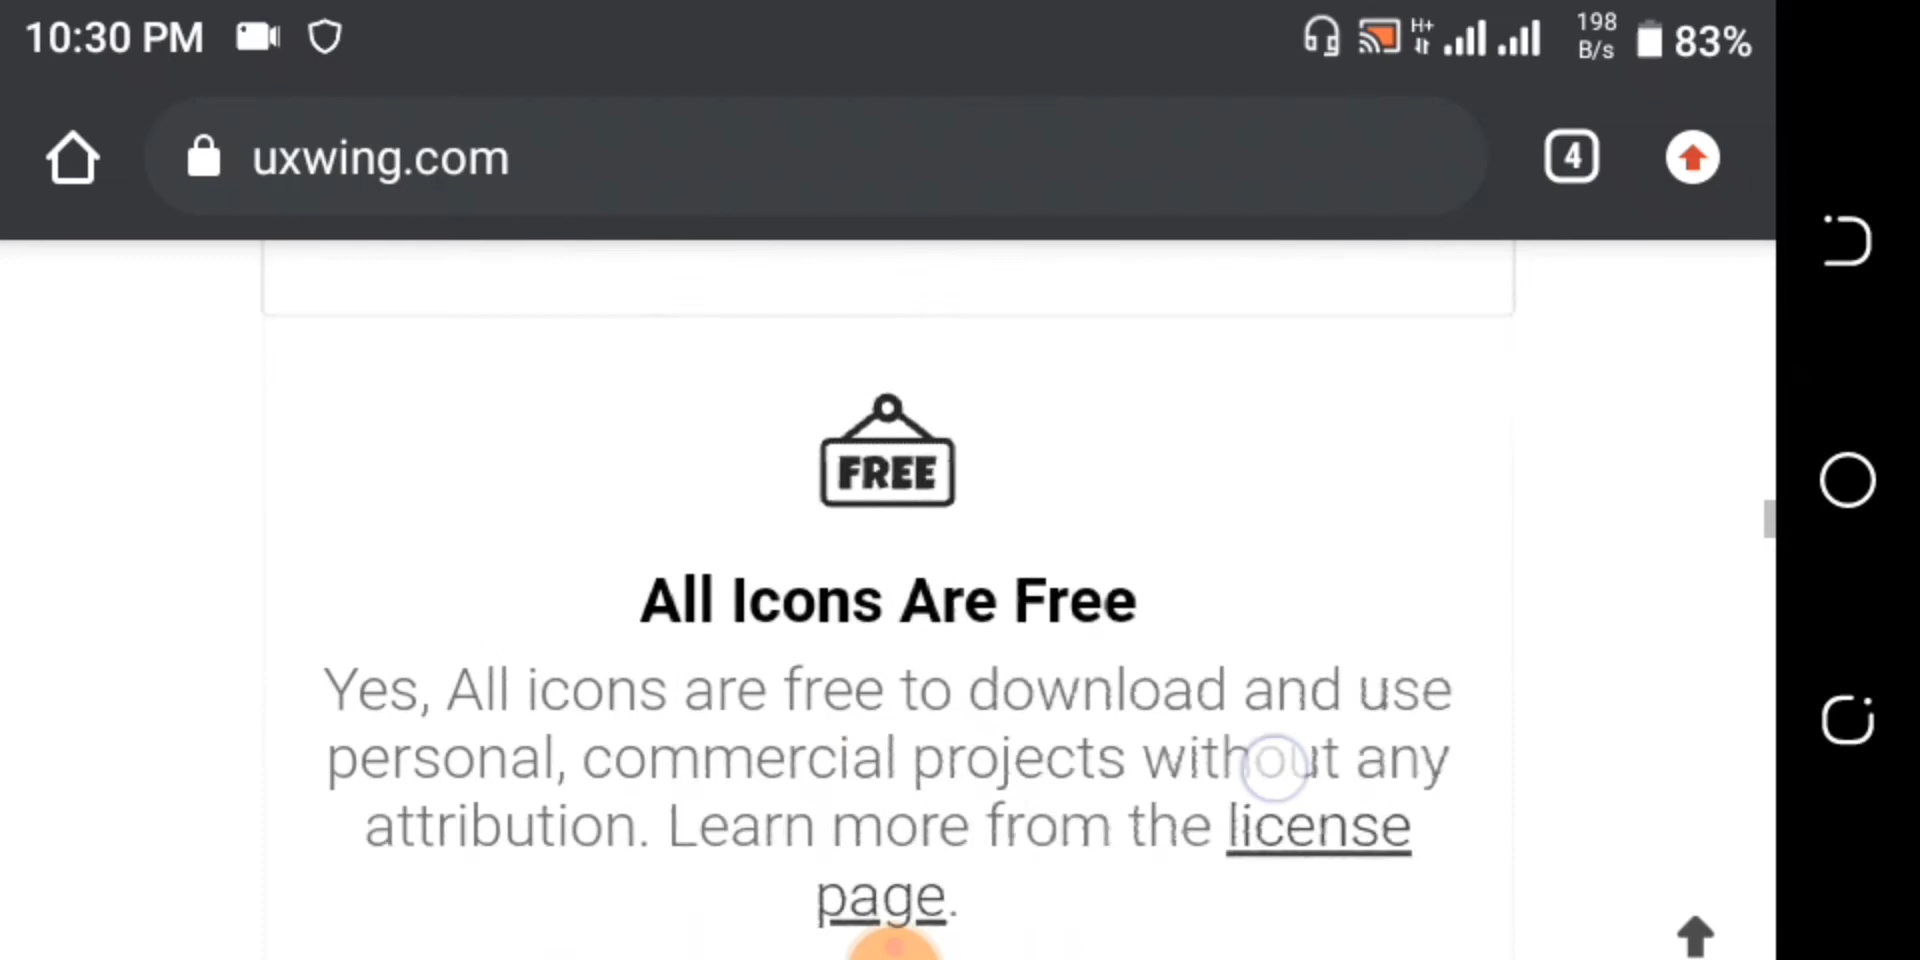 10:30 PM
H+
198
B/s
83%
uxwing.com
4
FREE
All Icons Are Free
Yes, All icons are free to download and use
personal, commercial projects without any
attribution. Learn more from the license
page.